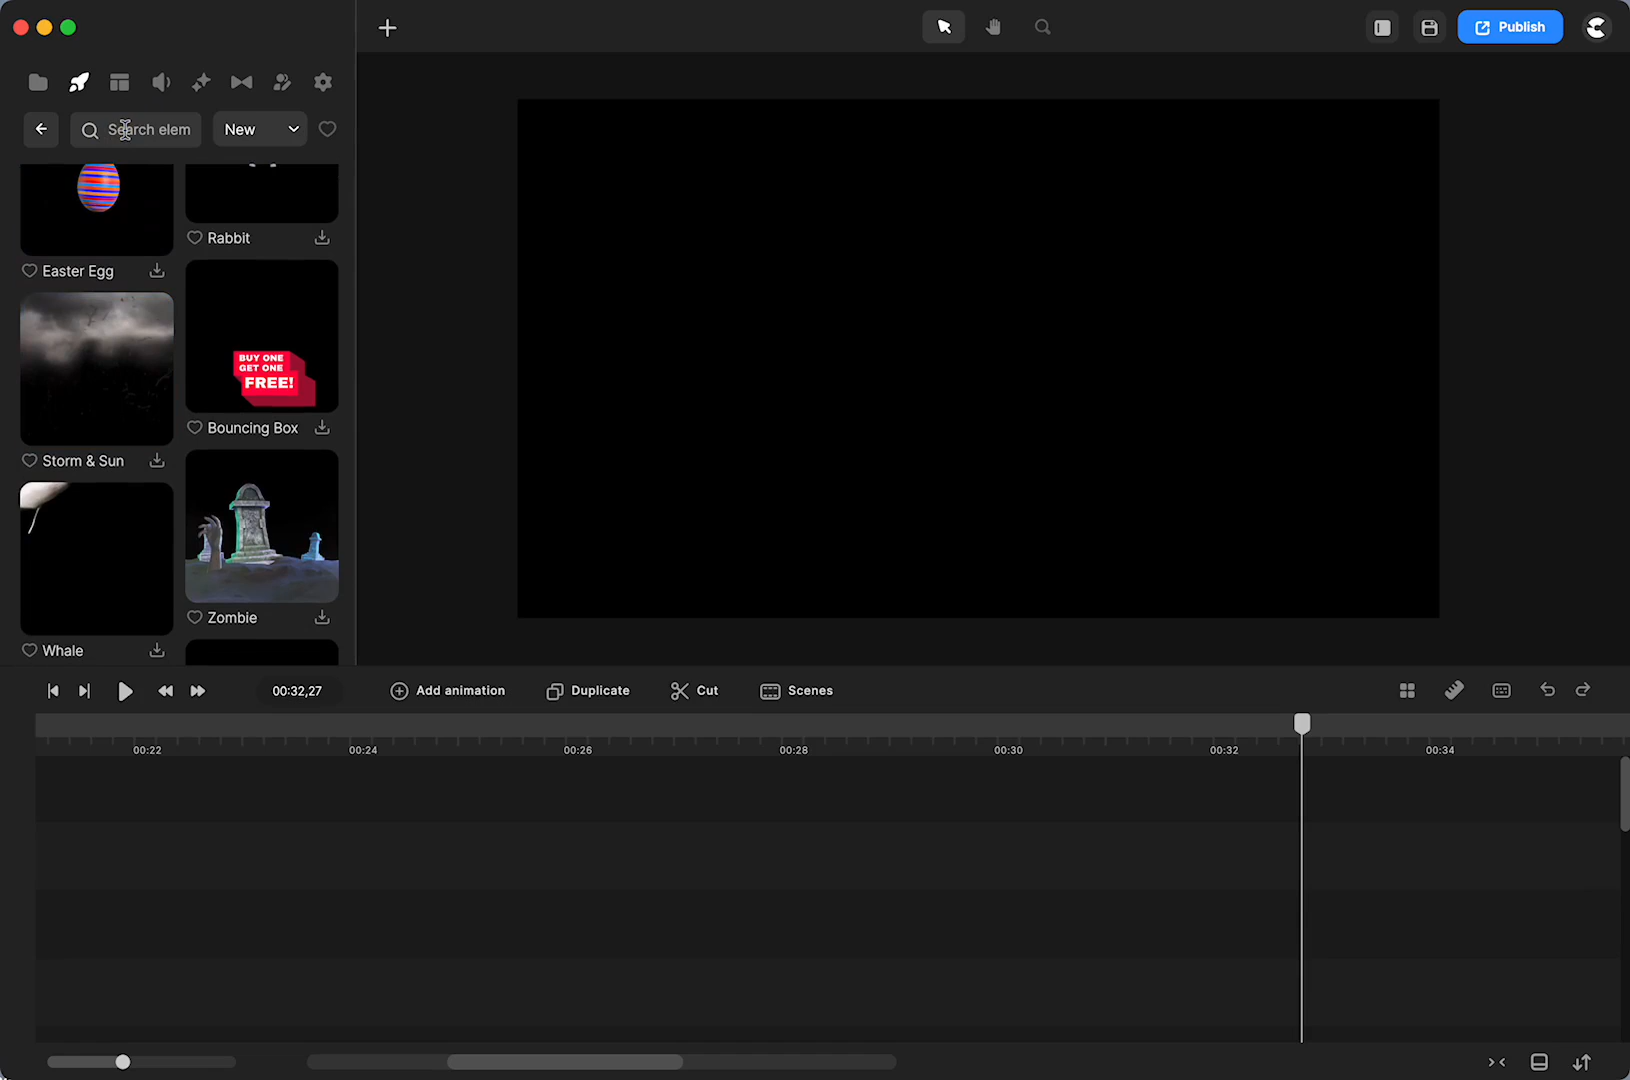 Publish
Search elem
New
Rabbit
Easter Egg
BUY ONE
GET ONE
FREE!
Bouncing Box
Storm & Sun
Zombie
Whale
00:32,27
Add animation
Duplicate
Cut
Scenes
00:22
00:24
00:26
00:28
00:30
00:32
00:34